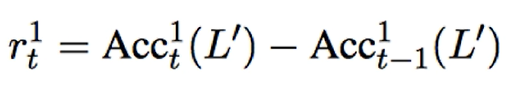 r_t^1 = Acc_t^1(L′) − Acc_{t−1}^1(L′)